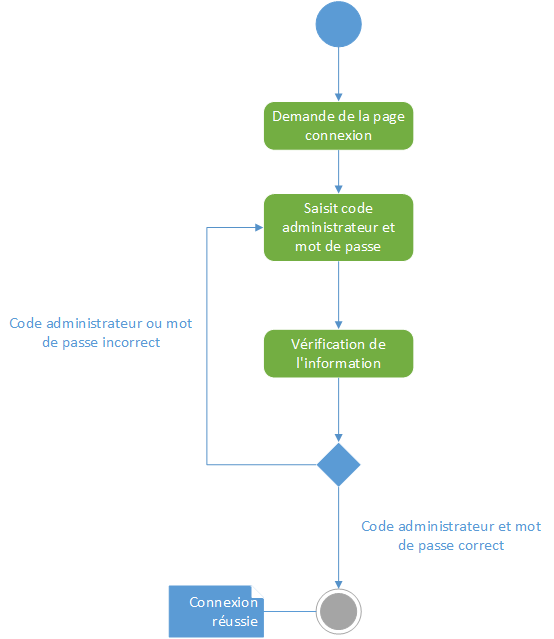 Demande de la page
connexion
Saisit code
administrateur et
mot de passe
Code administrateur ou mot
de passe incorrect
Vérification de
l'information
Code administrateur et mot
de passe correct
Connexion
réussie